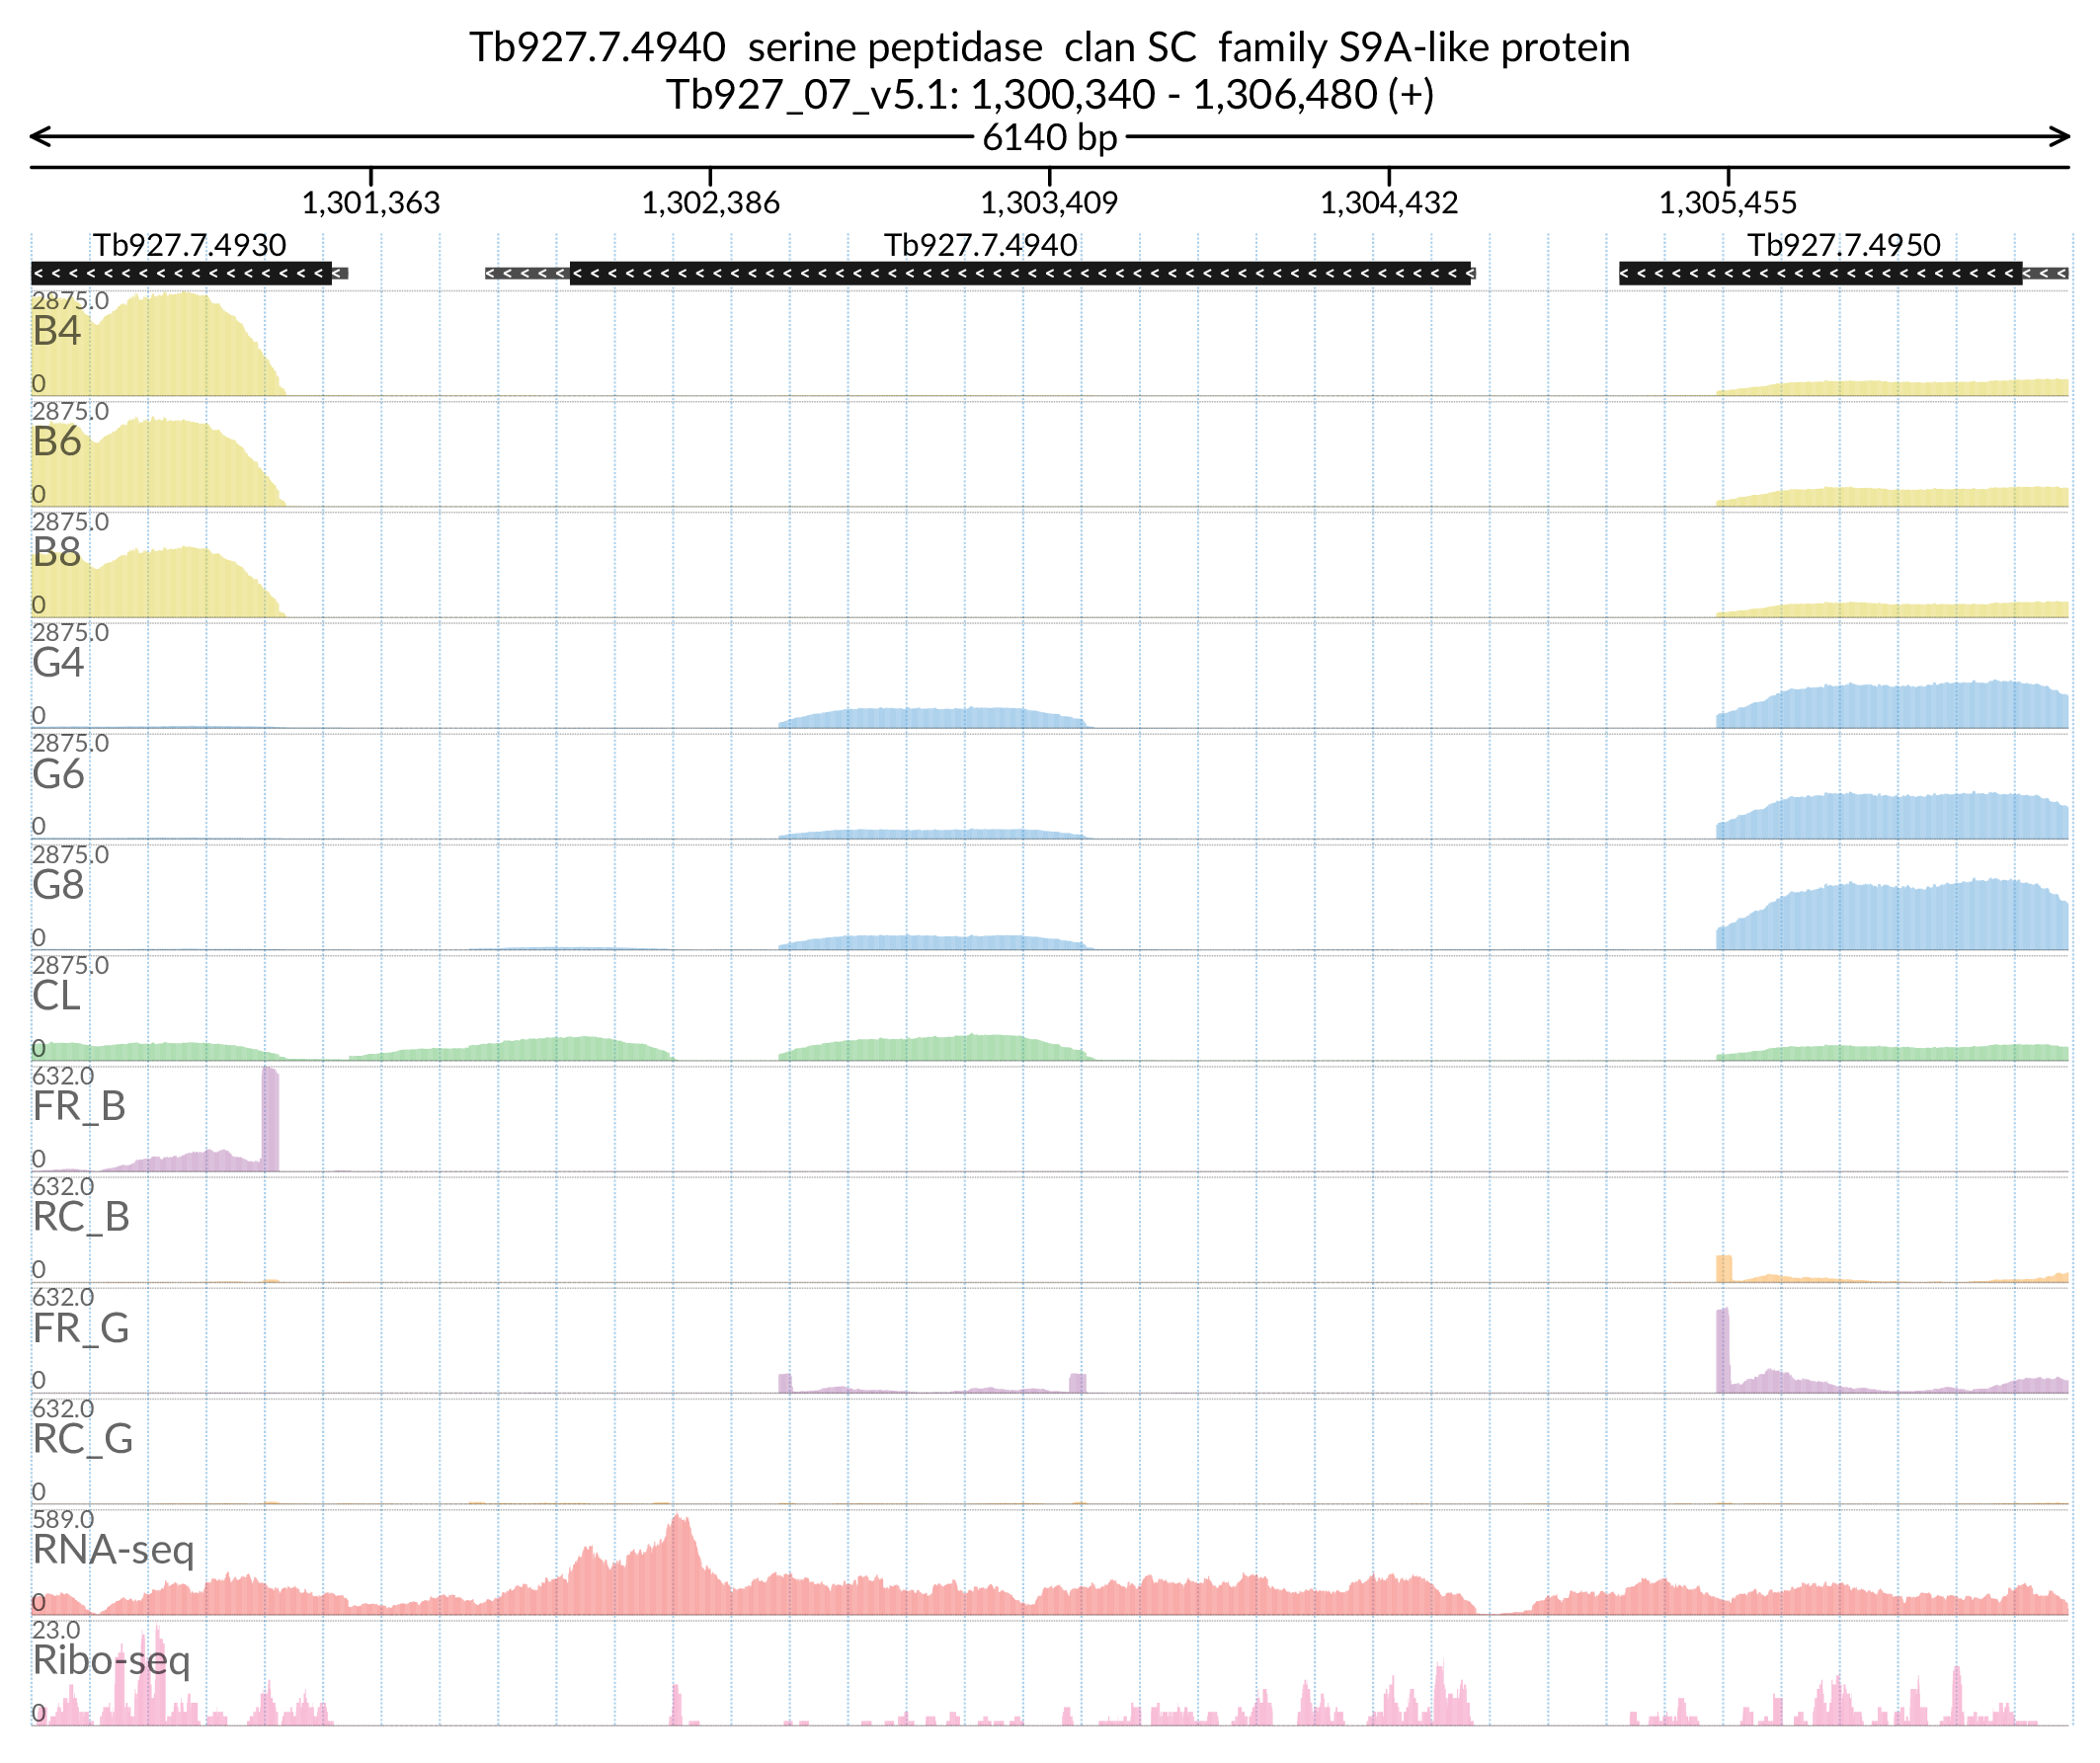 Tb927.7.4940  serine peptidase  clan SC  family S9A-like protein
Tb927_07_v5.1: 1,300,340 - 1,306,480 (+)
6140 bp
1,301,363 1,302,386 1,303,409 1,304,432 1,305,455
Tb927.7.4930 Tb927.7.4940 Tb927.7.4950
2875.0
B4
0
2875.0
B6
0
2875.0
B8
0
2875.0
G4
0
2875.0
G6
0
2875.0
G8
0
2875.0
CL
0
632.0
FR_B
0
632.0
RC_B
0
632.0
FR_G
0
632.0
RC_G
0
589.0
RNA-seq
0
23.0
Ribo-seq
0